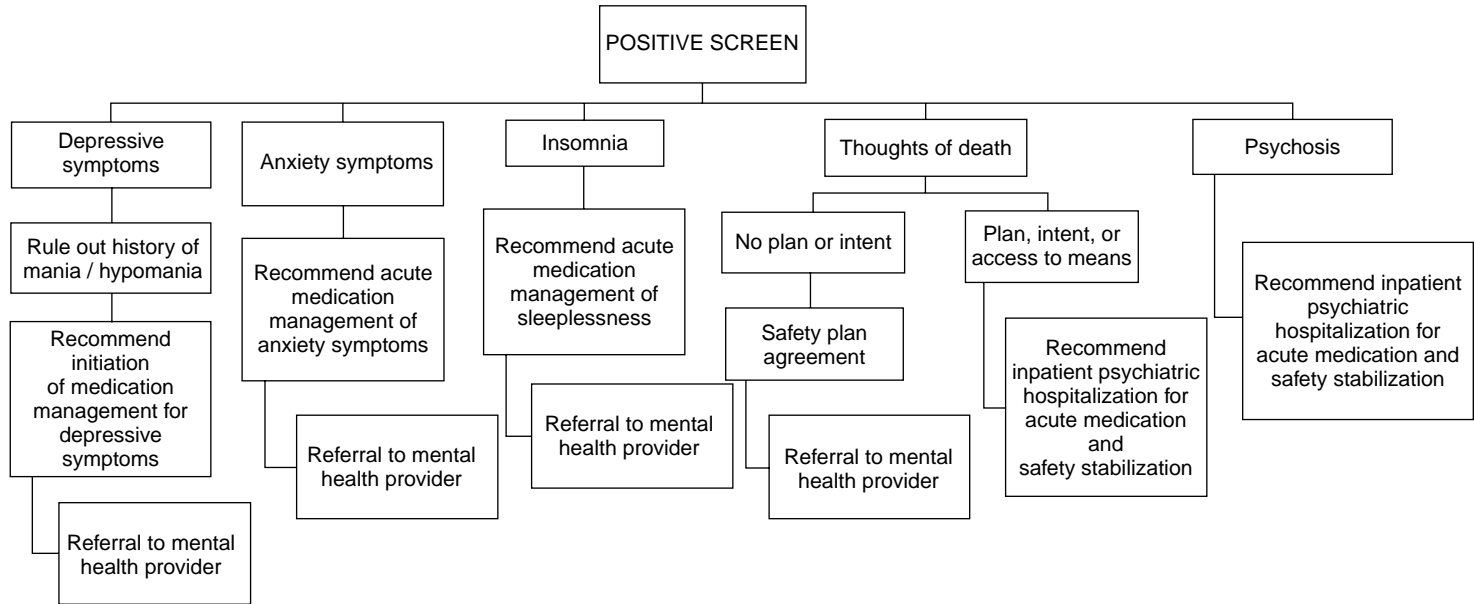 POSITIVE SCREEN
Depressive
symptoms
Rule out history of
mania / hypomania
Recommend
initiation
of medication
management for
depressive
symptoms
Referral to mental
health provider
Anxiety symptoms
Recommend acute
medication
management of
anxiety symptoms
Referral to mental
health provider
Insomnia
Recommend acute
medication
management of
sleeplessness
Referral to mental
health provider
Thoughts of death
No plan or intent
Safety plan
agreement
Referral to mental
health provider
Plan, intent, or
access to means
Recommend
inpatient psychiatric
hospitalization for
acute medication
and
safety stabilization
Psychosis
Recommend inpatient
psychiatric
hospitalization for
acute medication and
safety stabilization